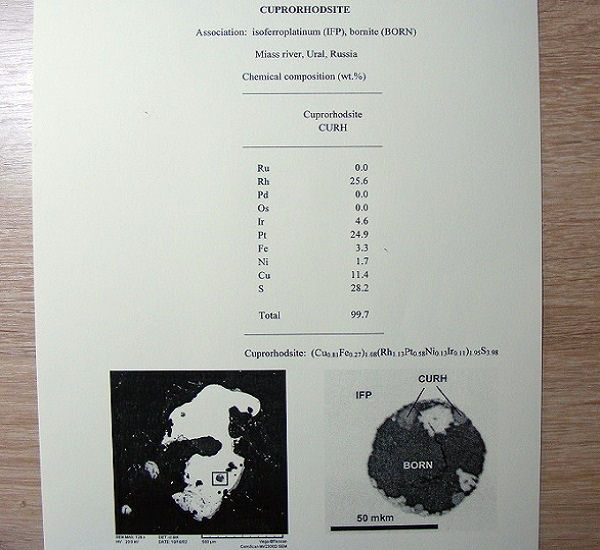 CUPRORHODSITE
Association: isoferroplatinum (IFP), bornite (BORN)
Miass river, Ural, Russia
Chemical composition (wt.%)
Cuprorhodsite
CURH
Ru 0.0
Rh 25.6
Pd 0.0
Os 0.0
Ir 4.6
Pt 24.9
Fe 3.3
Ni 1.7
Cu 11.4
S 28.2
Total 99.7
Cuprorhodsite: (Cu0.81Fe0.27)1.08(Rh1.13Pt0.58Ni0.13Ir0.11)1.95S3.98
CURH
IFP
BORN
50 mkm